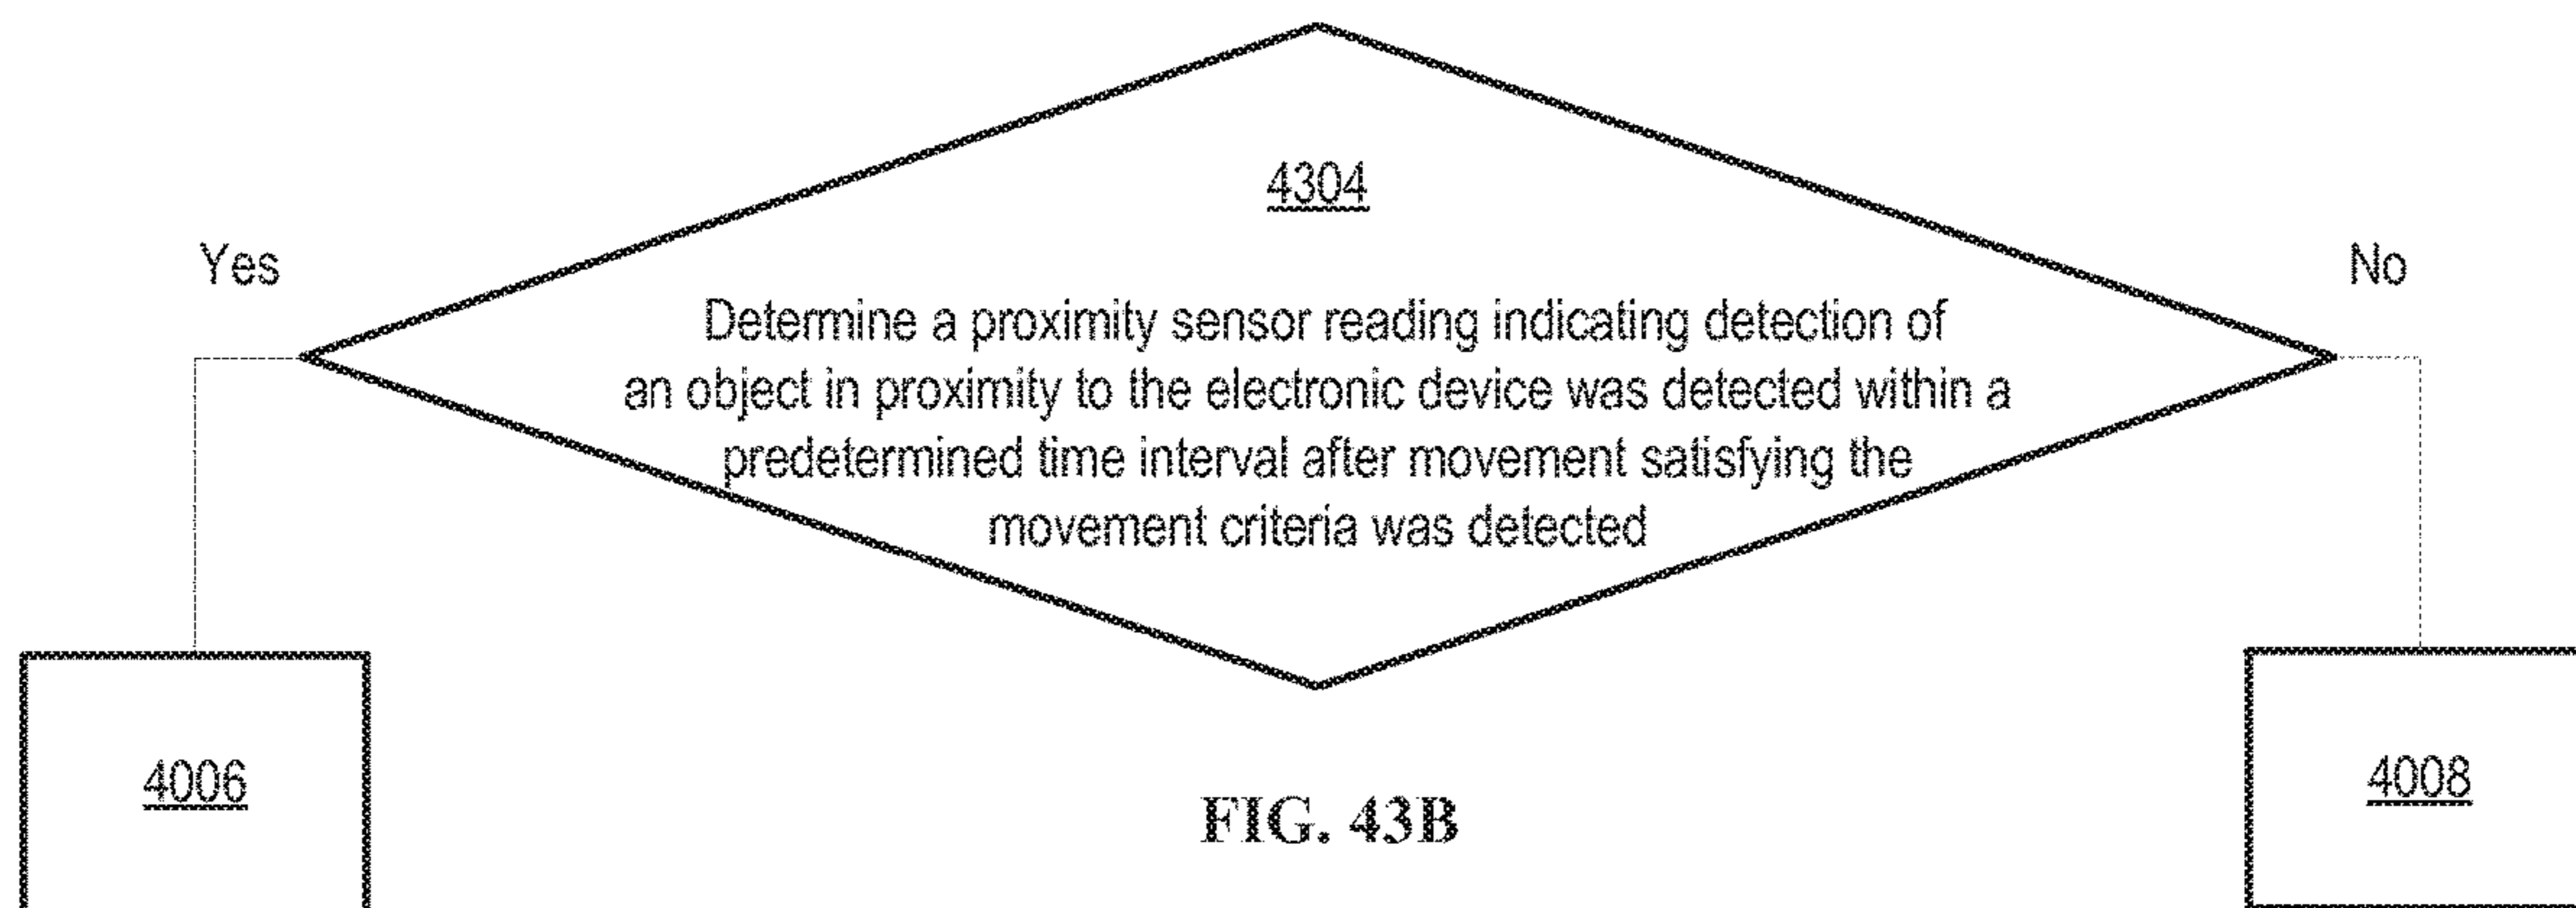 4304
Yes
No
Determine a proximity sensor reading indicating detection of
an object in proximity to the electronic device was detected within a
predetermined time interval after movement satisfying the
movement criteria was detected
4006
4008
FIG. 43B